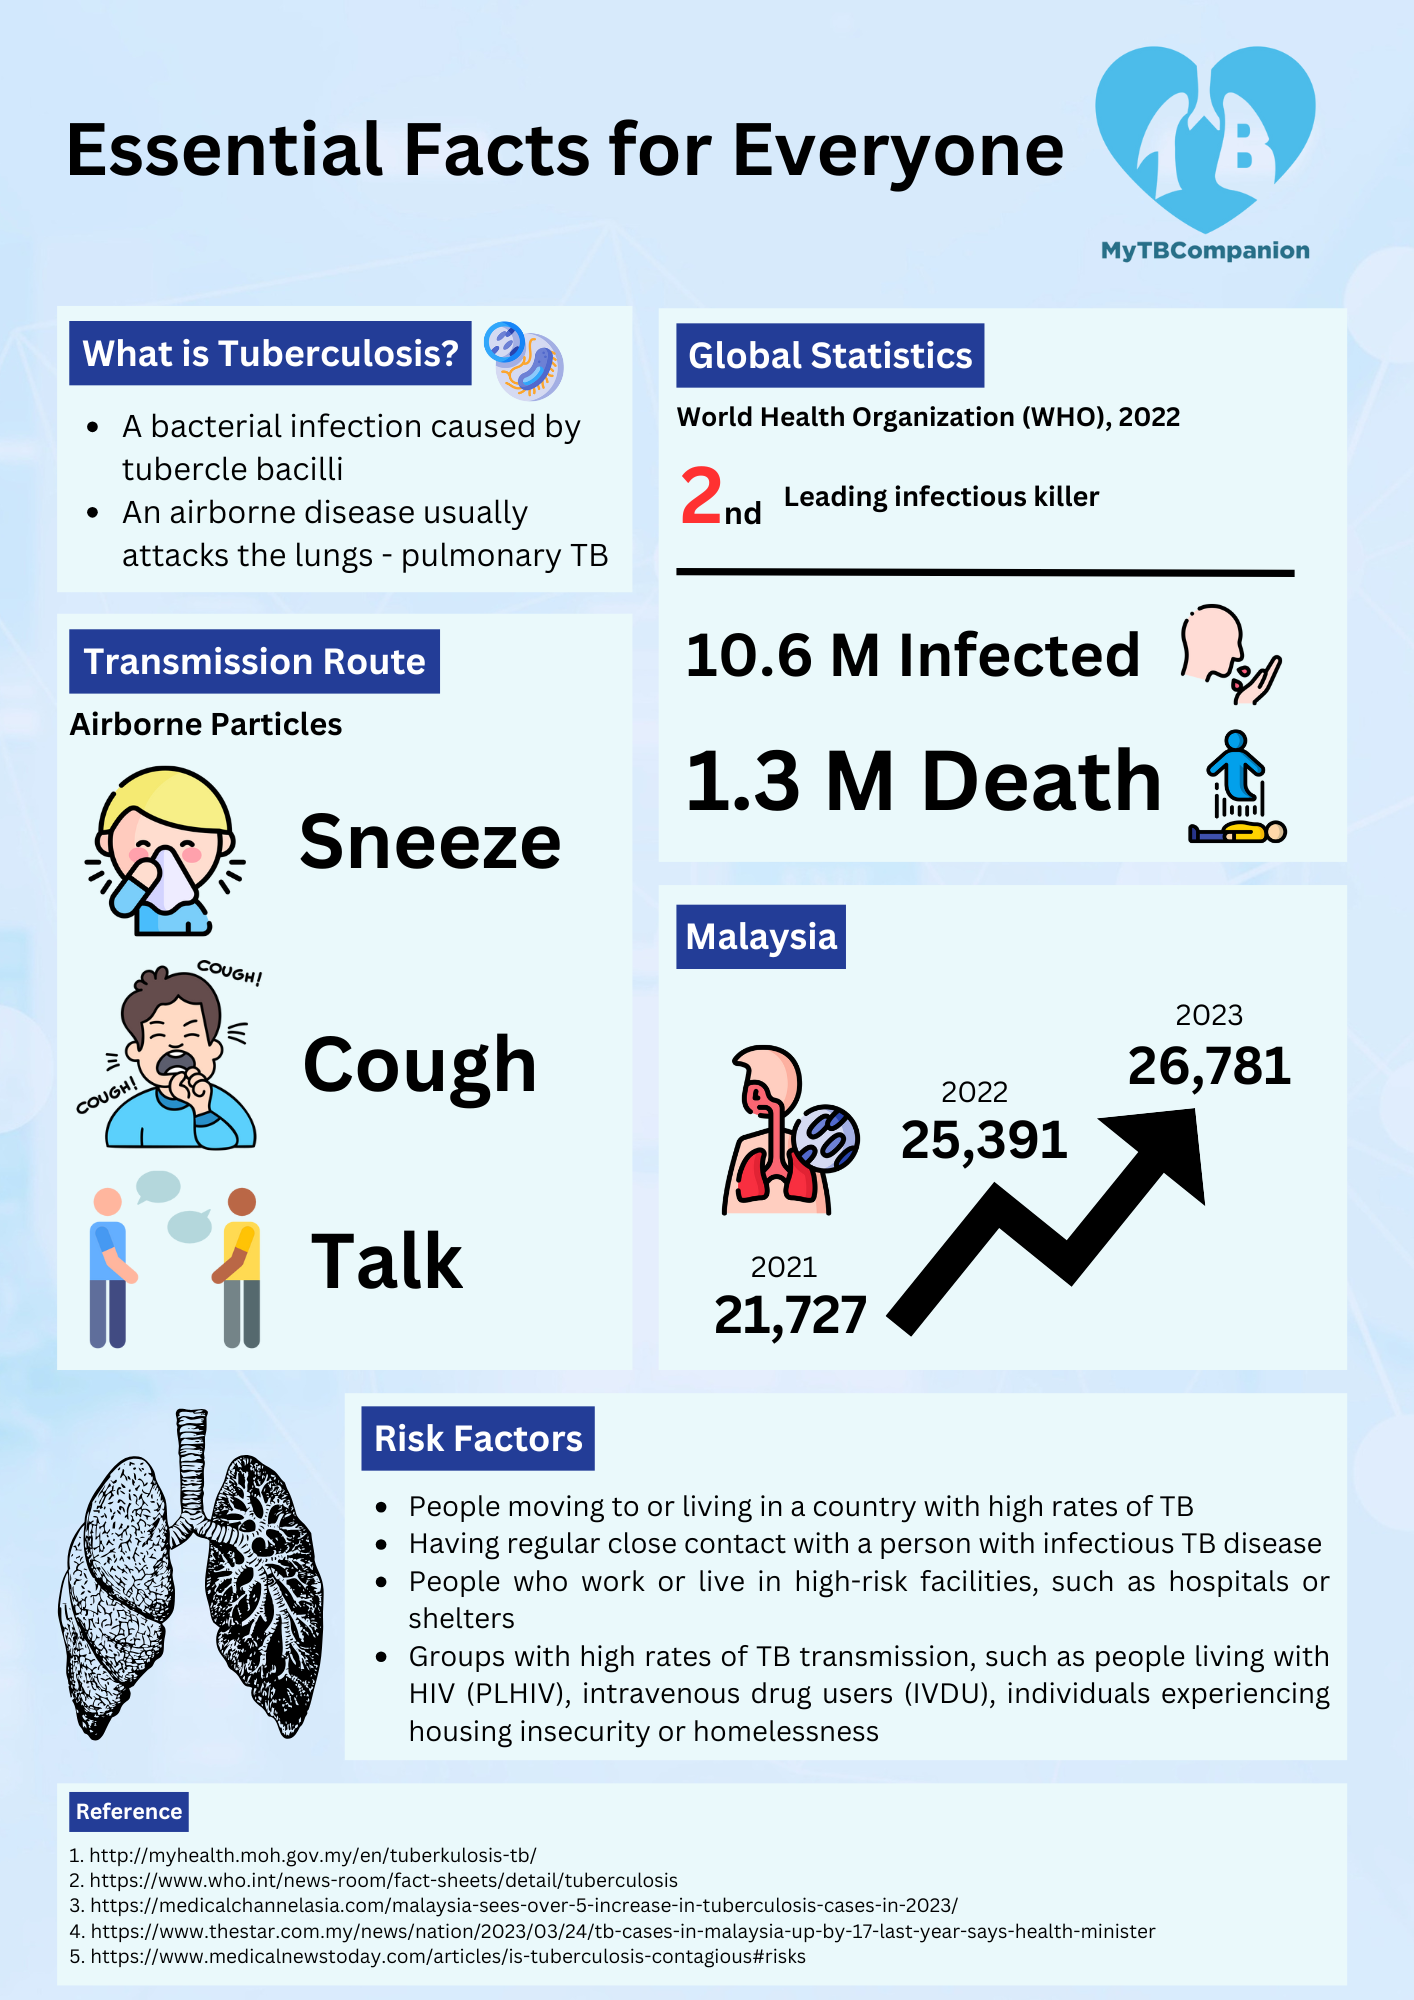 Essential Facts for Everyone
TB
MyTBCompanion
What is Tuberculosis?
• A bacterial infection caused by
tubercle bacilli
• An airborne disease usually
attacks the lungs - pulmonary TB
Transmission Route
Airborne Particles
Sneeze
COUGH!
COUGH!
Cough
Talk
Global Statistics
World Health Organization (WHO), 2022
2nd Leading infectious killer
10.6 M Infected
1.3 M Death
Malaysia
2023
26,781
2022
25,391
2021
21,727
Risk Factors
• People moving to or living in a country with high rates of TB
• Having regular close contact with a person with infectious TB disease
• People who work or live in high-risk facilities, such as hospitals or
shelters
• Groups with high rates of TB transmission, such as people living with
HIV (PLHIV), intravenous drug users (IVDU), individuals experiencing
housing insecurity or homelessness
Reference
1. http://myhealth.moh.gov.my/en/tuberkulosis-tb/
2. https://www.who.int/news-room/fact-sheets/detail/tuberculosis
3. https://medicalchannelasia.com/malaysia-sees-over-5-increase-in-tuberculosis-cases-in-2023/
4. https://www.thestar.com.my/news/nation/2023/03/24/tb-cases-in-malaysia-up-by-17-last-year-says-health-minister
5. https://www.medicalnewstoday.com/articles/is-tuberculosis-contagious#risks